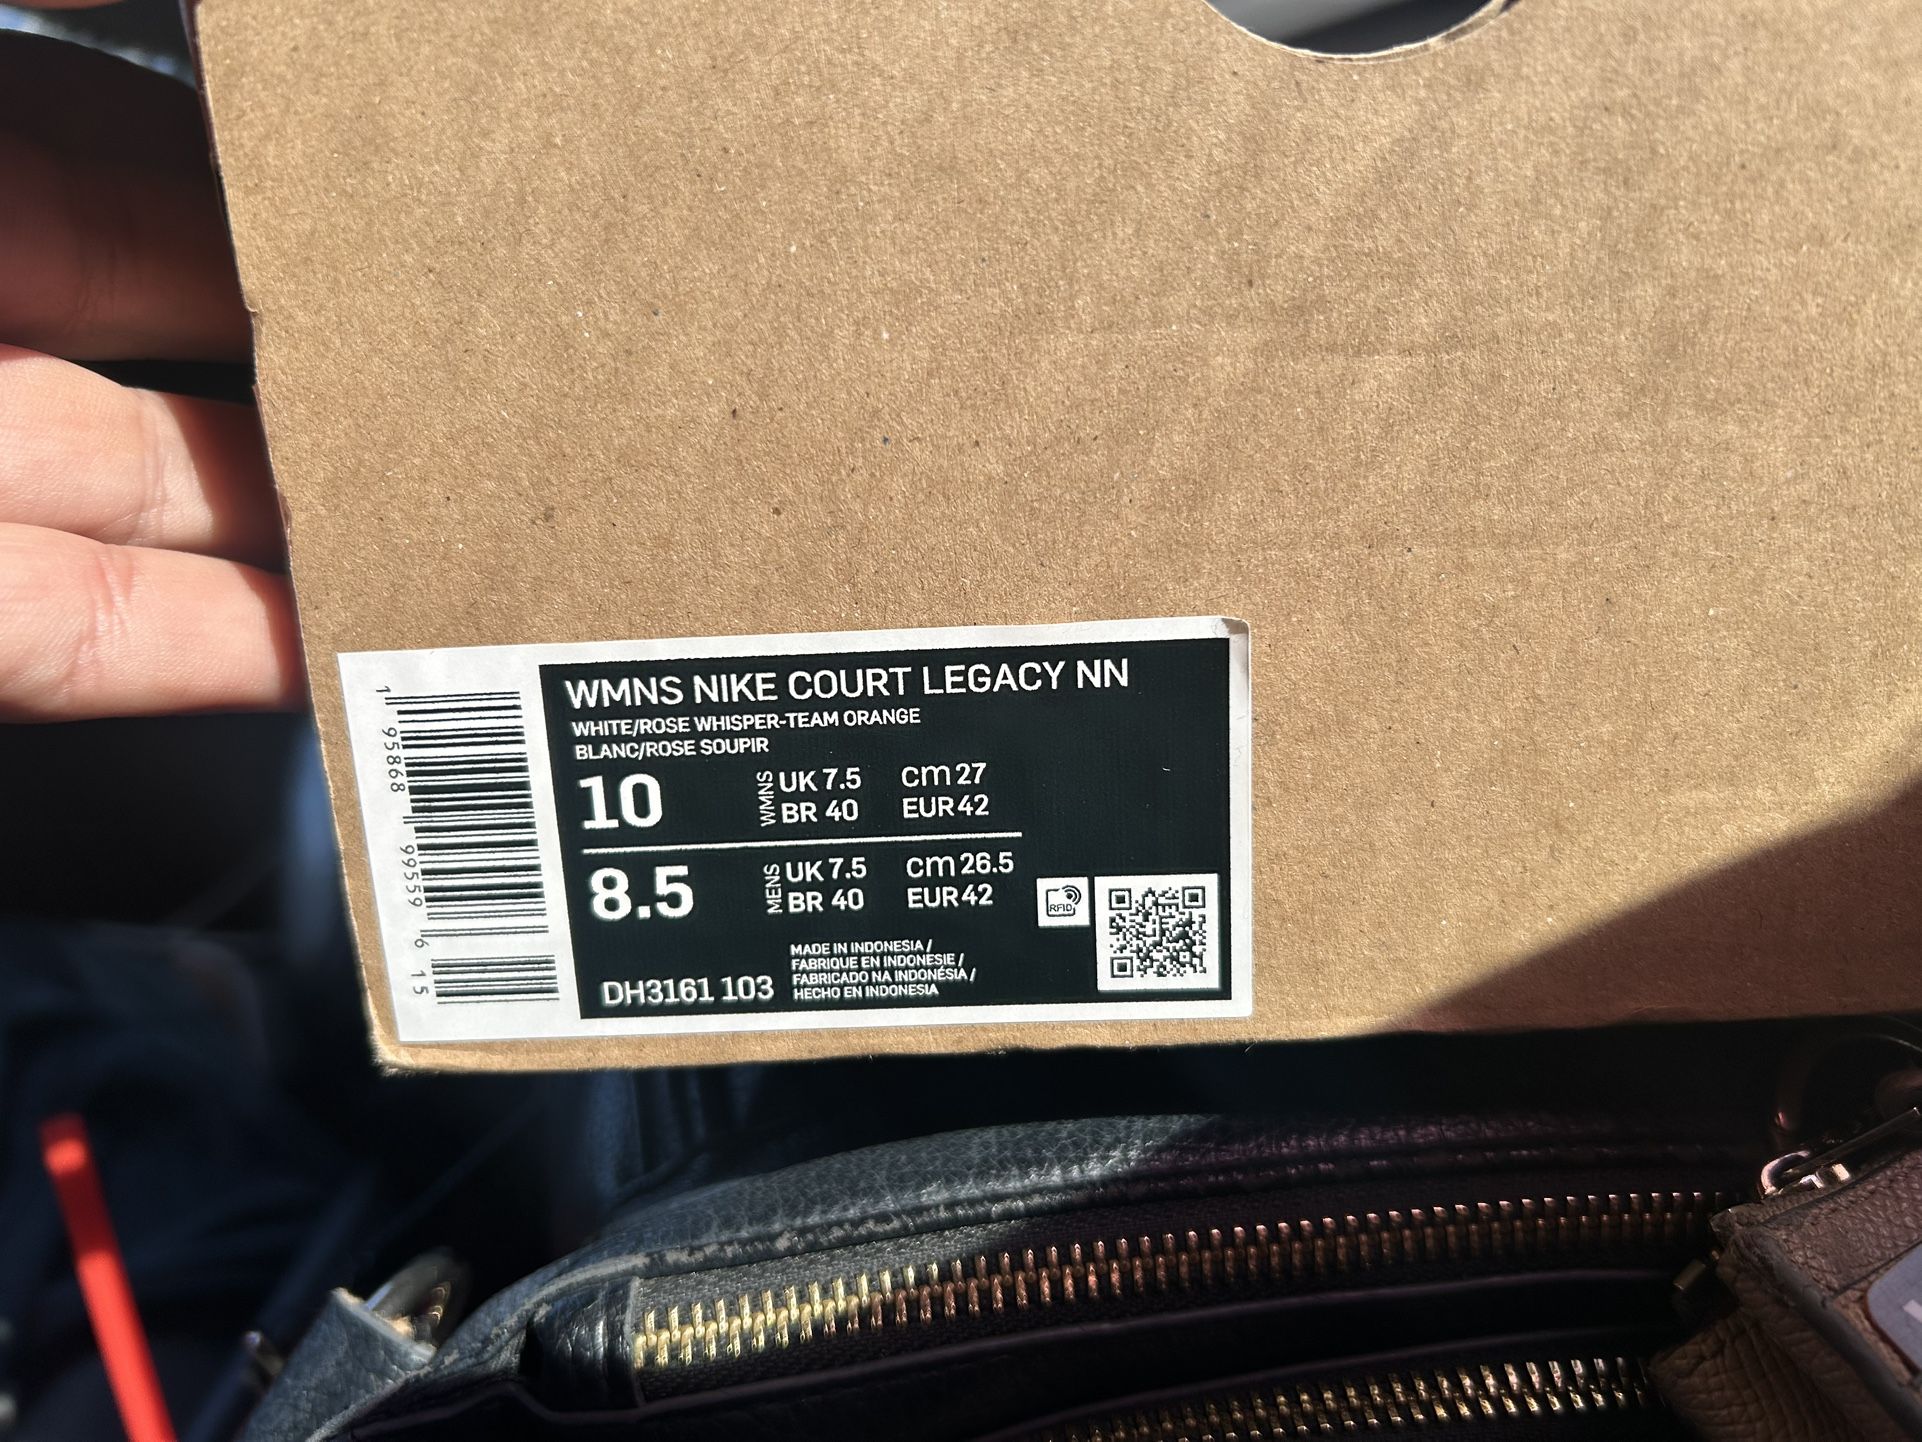 WMNS NIKE COURT LEGACY NN
WHITE/ROSE WHISPER-TEAM ORANGE
BLANC/ROSE SOUPIR
10 WMNS UK 7.5 cm 27
BR 40 EUR 42
8.5 MENS UK 7.5 cm 26.5
BR 40 EUR 42
RFID
MADE IN INDONESIA /
FABRIQUE EN INDONESIE /
FABRICADO NA INDONÉSIA /
HECHO EN INDONESIA
DH3161 103
1 95868 99559 6 15